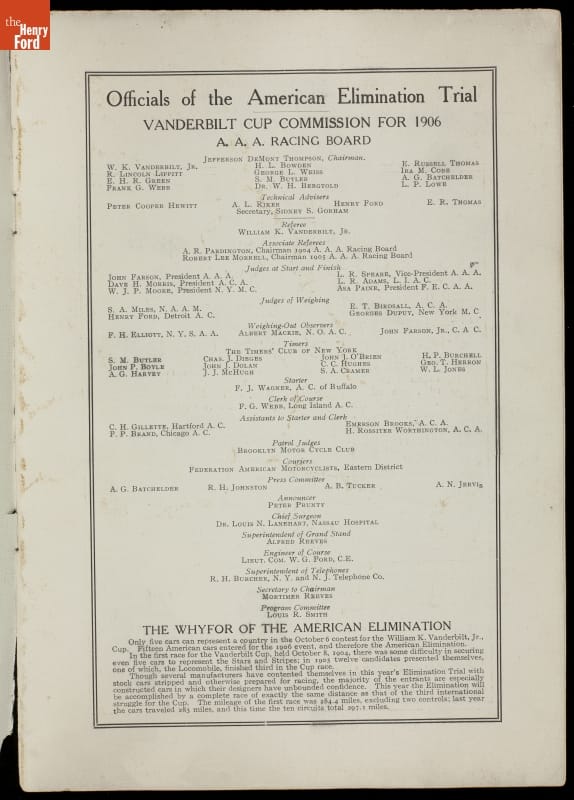 the
Henry
Ford
Officials of the American Elimination Trial
VANDERBILT CUP COMMISSION FOR 1906
A. A. A. RACING BOARD
Jefferson DeMont Thompson, Chairman.
W. K. Vanderbilt, Jr. H. L. Bowden E. Russell Thomas
R. Lincoln Lippitt George L. Weiss Ira M. Cobe
E. H. R. Green S. M. Butler A. G. Batchelder
Frank G. Webb Dr. W. H. Bergtold L. P. Lowe
Technical Advisers
Peter Cooper Hewitt A. L. Riker Henry Ford E. R. Thomas
Secretary, Sidney S. Gorham
Referee
William K. Vanderbilt, Jr.
Associate Referees
A. R. Pardington, Chairman 1904 A. A. A. Racing Board
Robert Lee Morrell, Chairman 1905 A. A. A. Racing Board
Judges at Start and Finish
John Farson, President A. A. A. L. R. Speare, Vice-President A. A. A.
Dave H. Morris, President A. C. A. L. R. Adams, L. I. A. C.
W. J. P. Moore, President N. Y. M. C. Asa Paine, President F. E. C. A. A.
Judges of Weighing
S. A. Miles, N. A. A. M. E. T. Birdsall, A. C. A.
Henry Ford, Detroit A. C. Georges Dupuy, New York M. C.
Weighing-Out Observers
F. H. Elliott, N. Y. S. A. A. Albert Mackie, N. O. A. C. John Farson, Jr., C A C.
Timers
The Timers' Club of New York
S. M. Butler Chas. J. Dieges John J. O'Brien H. P. Burchell
John P. Boyle John J. Dolan C. C. Hughes Geo. T. Herron
A. G. Harvey J. J. McHugh S. A. Cramer W. L. Jones
Starter
F. J. Wagner, A. C. of Buffalo
Clerk of Course
F. G. Webb, Long Island A. C.
Assistants to Starter and Clerk
C. H. Gillette, Hartford A. C. Emerson Brooks, A. C. A.
F. P. Brand, Chicago A. C. H. Rossiter Worthington, A. C. A.
Patrol Judges
Brooklyn Motor Cycle Club
Couriers
Federation American Motorcyclists, Eastern District
Press Committee
A. G. Batchelder R. H. Johnston A. B. Tucker A. N. Jervis
Announcer
Peter Prunty
Chief Surgeon
Dr. Louis N. Lanehart, Nassau Hospital
Superintendent of Grand Stand
Alfred Reeves
Engineer of Course
Lieut. Com. W. G. Ford, C.E.
Superintendent of Telephones
R. H. Burcher, N. Y. and N. J. Telephone Co.
Secretary to Chairman
Mortimer Reeves
Program Committee
Louis R. Smith
THE WHYFOR OF THE AMERICAN ELIMINATION
Only five cars can represent a country in the October 6 contest for the William K. Vanderbilt, Jr.,
Cup. Fifteen American cars entered for the 1906 event, and therefore the American Elimination.
In the first race for the Vanderbilt Cup, held October 8, 1904, there was some difficulty in securing
even five cars to represent the Stars and Stripes; in 1905 twelve candidates presented themselves,
one of which, the Locomobile, finished third in the Cup race.
Though several manufacturers have contented themselves in this year's Elimination Trial with
stock cars stripped and otherwise prepared for racing, the majority of the entrants are especially
constructed cars in which their designers have unbounded confidence. This year the Elimination will
be accomplished by a complete race of exactly the same distance as that of the third international
struggle for the Cup. The mileage of the first race was 284.4 miles, excluding two controls; last year
the cars traveled 283 miles, and this time the ten circuits total 297.1 miles.